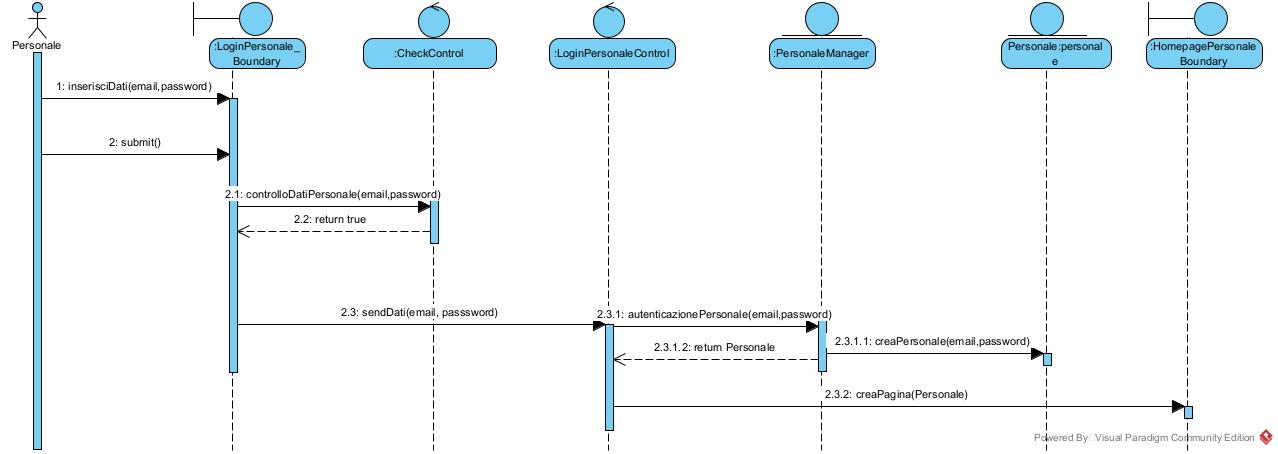 Personale
:LoginPersonale_
Boundary
:CheckControl
:LoginPersonaleControl
:PersonaleManager
Personale:personal
e
:HomepagePersonale
Boundary
1: inserisciDati(email,password)
2: submit()
2.1: controlloDatiPersonale(email,password)
2.2: return true
2.3: sendDati(email, passsword)
2.3.1: autenticazionePersonale(email,password)
2.3.1.1: creaPersonale(email,password)
2.3.1.2: return Personale
2.3.2: creaPagina(Personale)
Powered By Visual Paradigm Community Edition